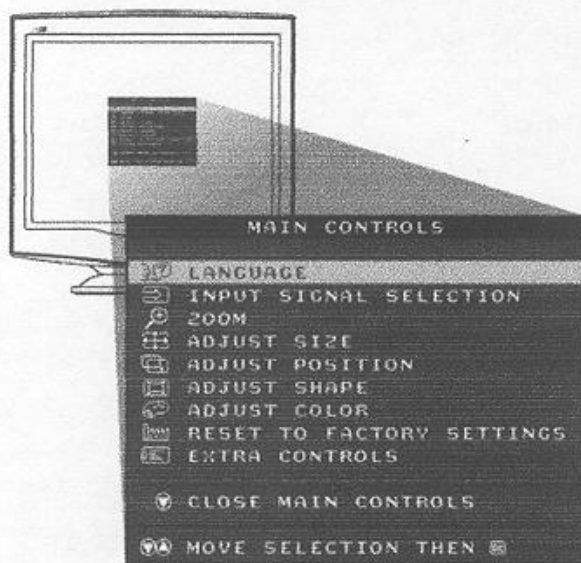 MAIN CONTROLS
LANGUAGE
INPUT SIGNAL SELECTION
ZOOM
ADJUST SIZE
ADJUST POSITION
ADJUST SHAPE
ADJUST COLOR
RESET TO FACTORY SETTINGS
EXTRA CONTROLS
CLOSE MAIN CONTROLS
MOVE SELECTION THEN OK